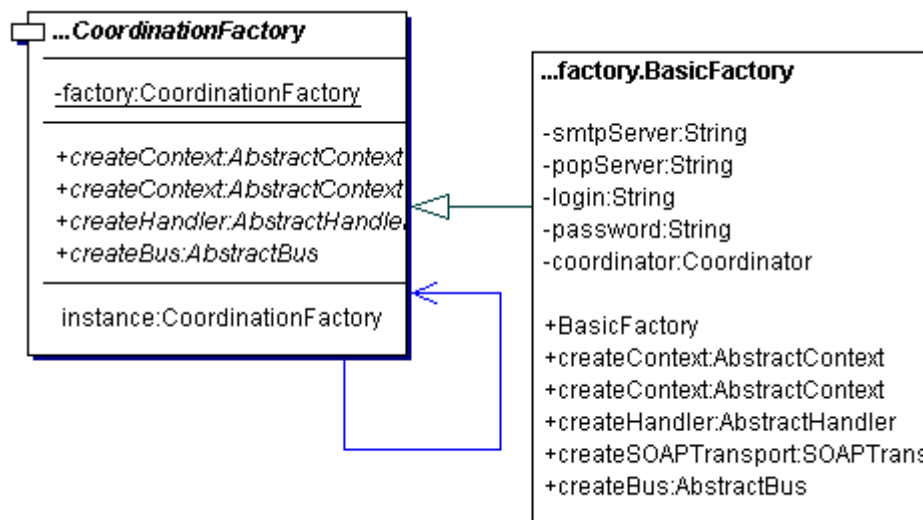 ...CoordinationFactory
-factory:CoordinationFactory
+createContext:AbstractContext
+createContext:AbstractContext
+createHandler:AbstractHandler
+createBus:AbstractBus
instance:CoordinationFactory
...factory.BasicFactory
-smtpServer:String
-popServer:String
-login:String
-password:String
-coordinator:Coordinator
+BasicFactory
+createContext:AbstractContext
+createContext:AbstractContext
+createHandler:AbstractHandler
+createSOAPTransport:SOAPTrans
+createBus:AbstractBus